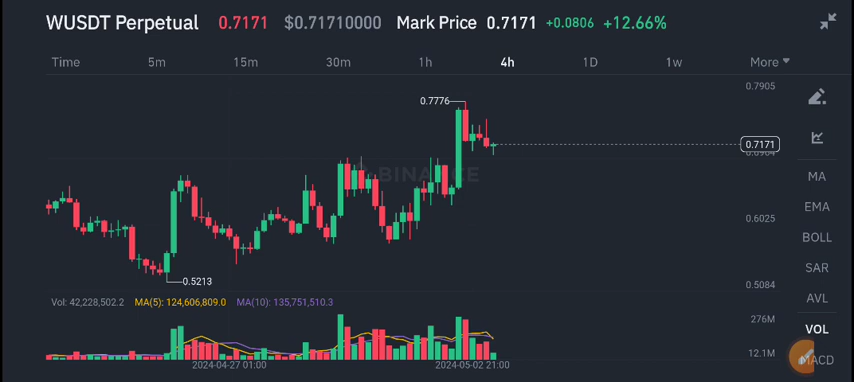 WUSDT Perpetual 0.7171 $0.71710000 Mark Price 0.7171 +0.0806 +12.66%
Time 5m 15m 30m 1h 4h 1D 1w More
0.7905
0.7776
0.7171
0.6964
BINANCE
MA
EMA
0.6025
BOLL
SAR
0.5213
0.5084
AVL
Vol: 42,228,502.2 MA(5): 124,606,809.0 MA(10): 135,751,510.3
276M
VOL
12.1M
MACD
2024-04-27 01:00 2024-05-02 21:00